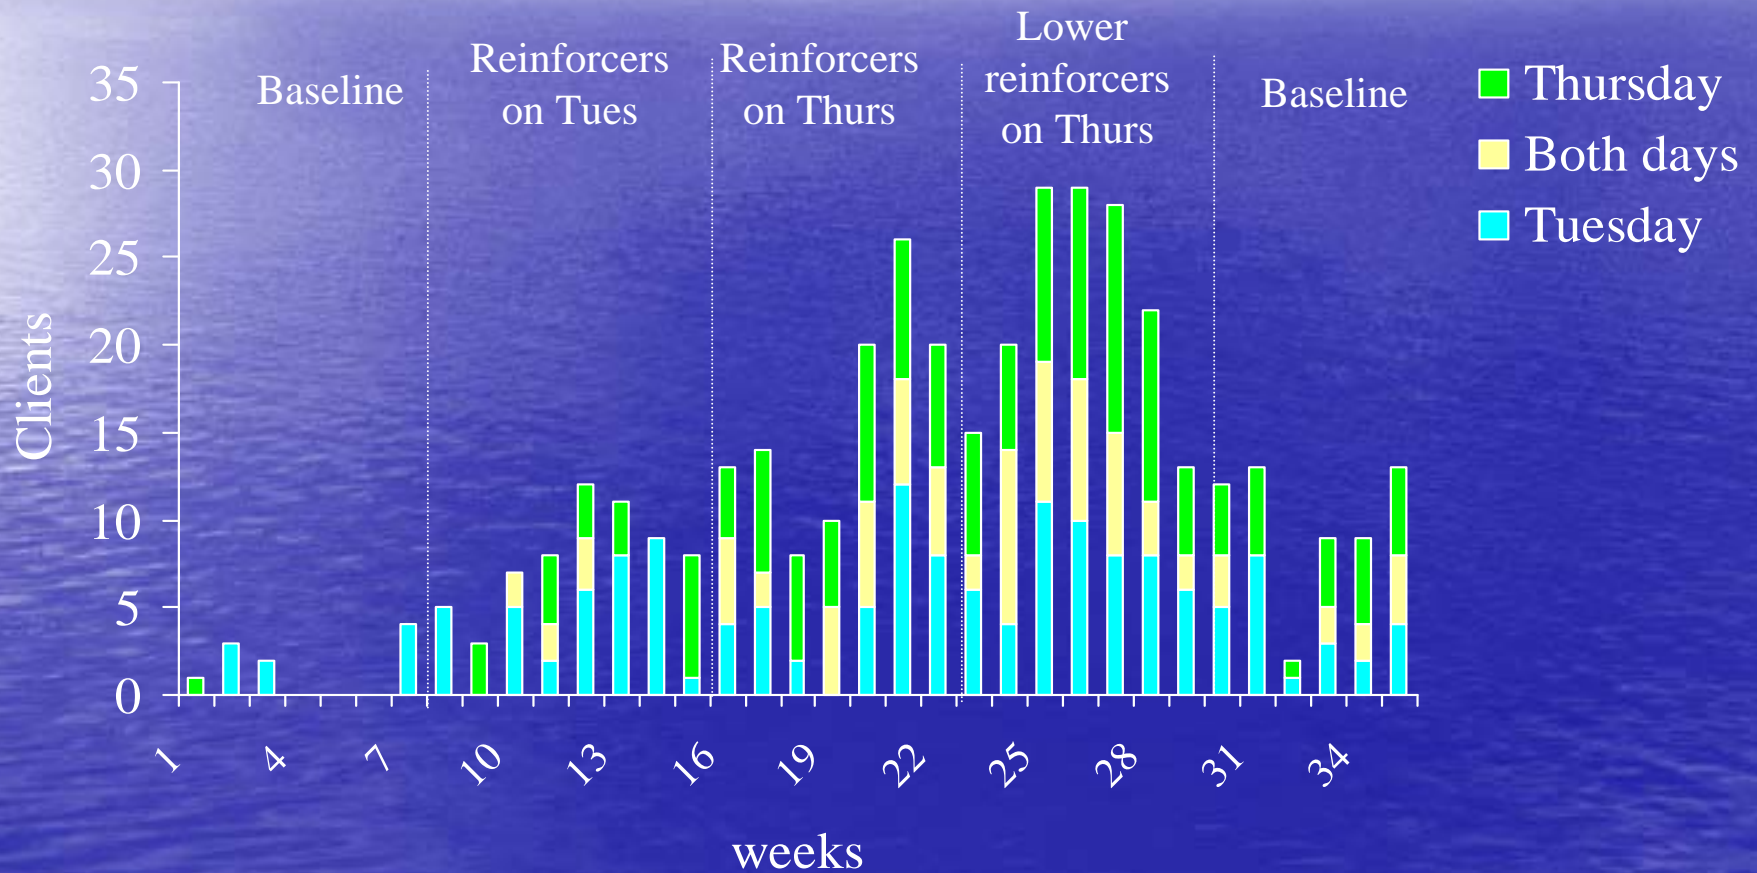 Baseline
Reinforcers
on Tues
Reinforcers
on Thurs
Lower
reinforcers
on Thurs
Baseline
Thursday
Both days
Tuesday
Clients
35
30
25
20
15
10
5
0
1
4
7
10
13
16
19
22
25
28
31
34
weeks